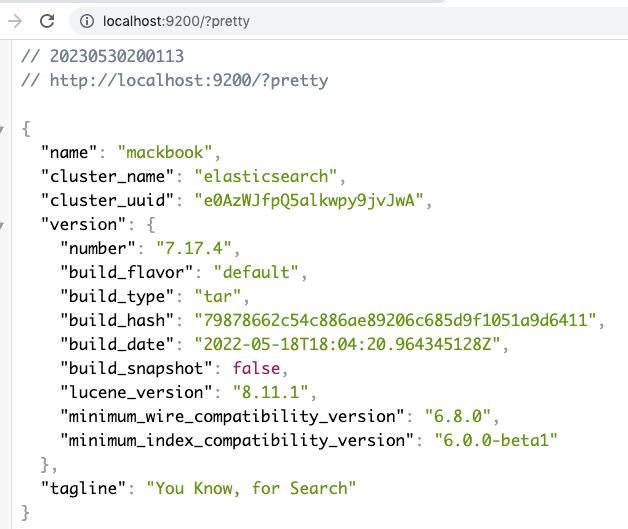 localhost:9200/?pretty
// 20230530200113
// http://localhost:9200/?pretty
{
"name": "mackbook",
"cluster_name": "elasticsearch",
"cluster_uuid": "e0AzWJfpQ5alkwpy9jvJwA",
"version": {
"number": "7.17.4",
"build_flavor": "default",
"build_type": "tar",
"build_hash": "79878662c54c886ae89206c685d9f1051a9d6411",
"build_date": "2022-05-18T18:04:20.964345128Z",
"build_snapshot": false,
"lucene_version": "8.11.1",
"minimum_wire_compatibility_version": "6.8.0",
"minimum_index_compatibility_version": "6.0.0-beta1"
},
"tagline": "You Know, for Search"
}